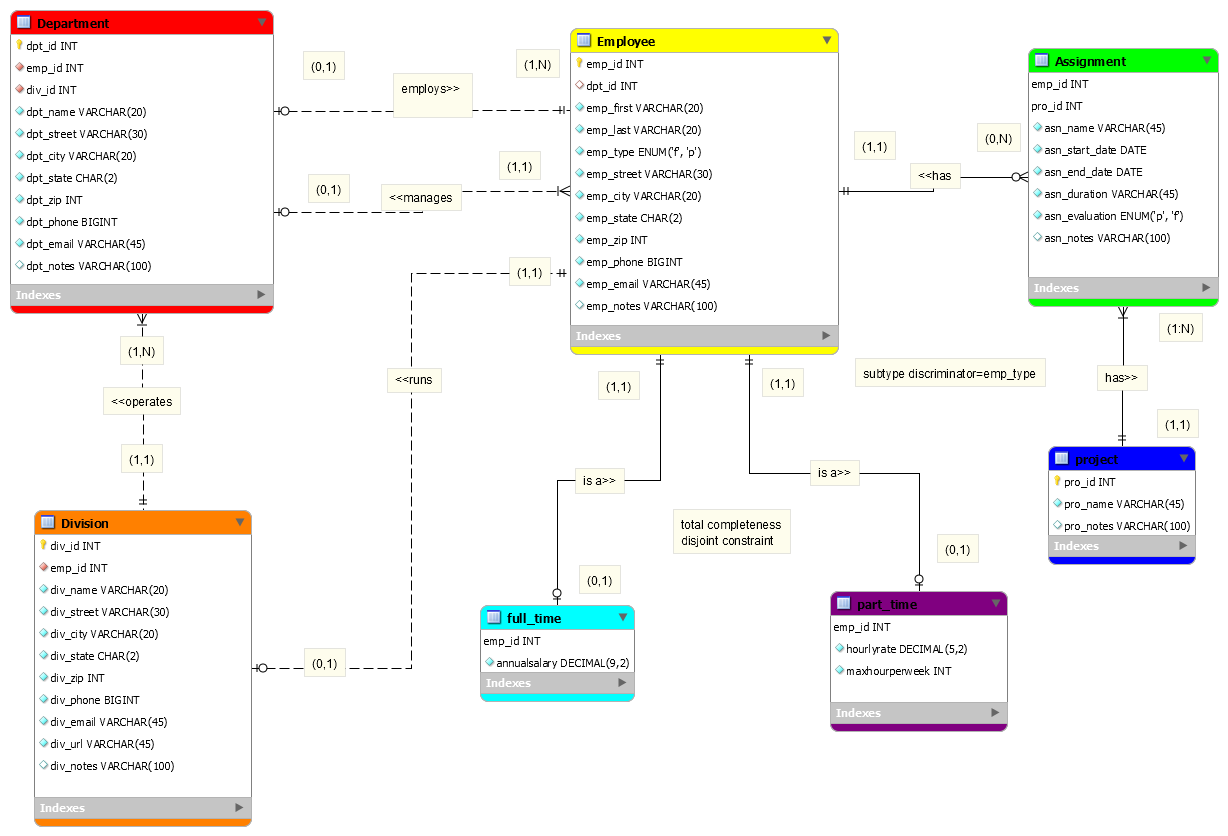 Department
dpt_id INT
emp_id INT
div_id INT
dpt_name VARCHAR(20)
dpt_street VARCHAR(30)
dpt_city VARCHAR(20)
dpt_state CHAR(2)
dpt_zip INT
dpt_phone BIGINT
dpt_email VARCHAR(45)
dpt_notes VARCHAR(100)
Indexes
(0,1)
employs>>
(1,N)
(0,1)
<<manages
(1,1)
(1,1)
<<runs
(0,1)
Employee
emp_id INT
dpt_id INT
emp_first VARCHAR(20)
emp_last VARCHAR(20)
emp_type ENUM('f', 'p')
emp_street VARCHAR(30)
emp_city VARCHAR(20)
emp_state CHAR(2)
emp_zip INT
emp_phone BIGINT
emp_email VARCHAR(45)
emp_notes VARCHAR(100)
Indexes
(1,1)
<<has
(0,N)
Assignment
emp_id INT
pro_id INT
asn_name VARCHAR(45)
asn_start_date DATE
asn_end_date DATE
asn_duration VARCHAR(45)
asn_evaluation ENUM('p', 'f')
asn_notes VARCHAR(100)
Indexes
(1:N)
has>>
(1,1)
project
pro_id INT
pro_name VARCHAR(45)
pro_notes VARCHAR(100)
Indexes
(1,N)
<<operates
(1,1)
Division
div_id INT
emp_id INT
div_name VARCHAR(20)
div_street VARCHAR(30)
div_city VARCHAR(20)
div_state CHAR(2)
div_zip INT
div_phone BIGINT
div_email VARCHAR(45)
div_url VARCHAR(45)
div_notes VARCHAR(100)
Indexes
(1,1)
(1,1)
subtype discriminator=emp_type
is a>>
is a>>
total completeness
disjoint constraint
(0,1)
(0,1)
full_time
emp_id INT
annualsalary DECIMAL(9,2)
Indexes
part_time
emp_id INT
hourlyrate DECIMAL(5,2)
maxhourperweek INT
Indexes